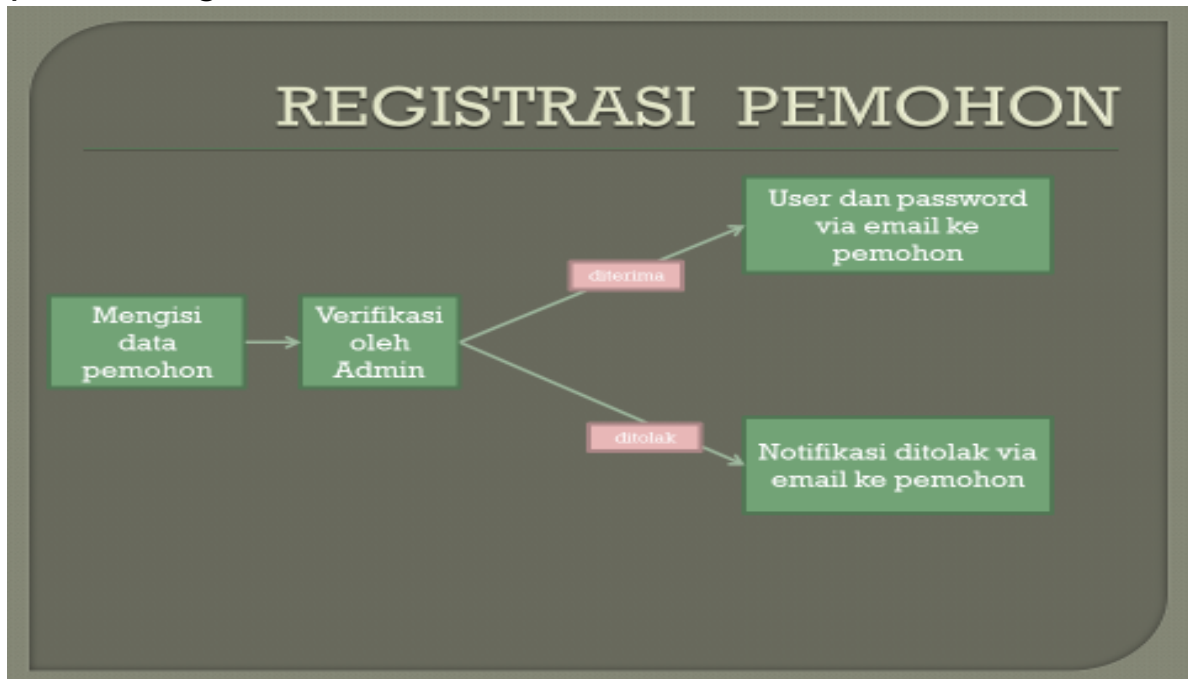 REGISTRASI PEMOHON
Mengisi
data
pemohon
Verifikasi
oleh
Admin
diterima
User dan password
via email ke
pemohon
ditolak
Notifikasi ditolak via
email ke pemohon